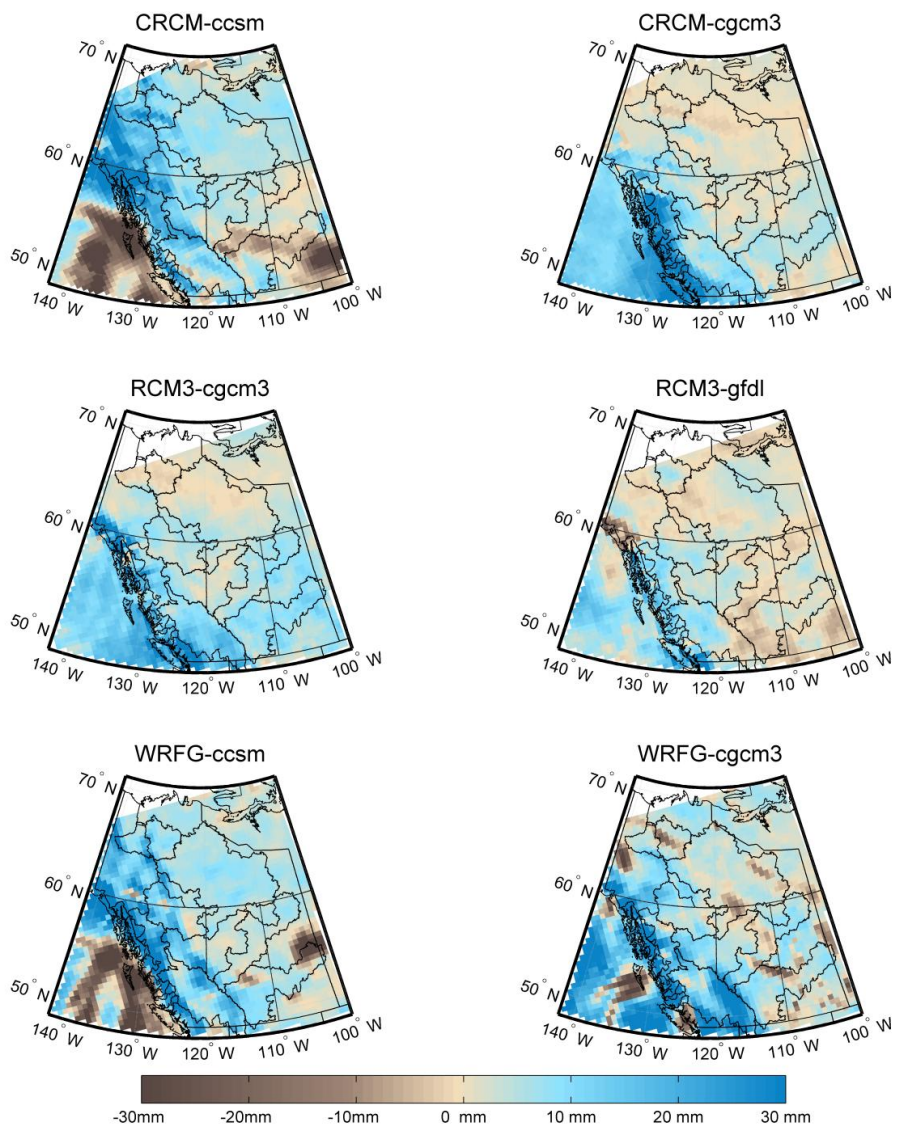 CRCM-ccsm
CRCM-cgcm3
70° N
60° N
50° N
140° W
130° W
120° W
110° W
100° W
70° N
60° N
50° N
140° W
130° W
120° W
110° W
100° W
RCM3-cgcm3
RCM3-gfdl
70° N
60° N
50° N
140° W
130° W
120° W
110° W
100° W
70° N
60° N
50° N
140° W
130° W
120° W
110° W
100° W
WRFG-ccsm
WRFG-cgcm3
70° N
60° N
50° N
140° W
130° W
120° W
110° W
100° W
70° N
60° N
50° N
140° W
130° W
120° W
110° W
100° W
-30mm -20mm -10mm 0 mm 10 mm 20 mm 30 mm